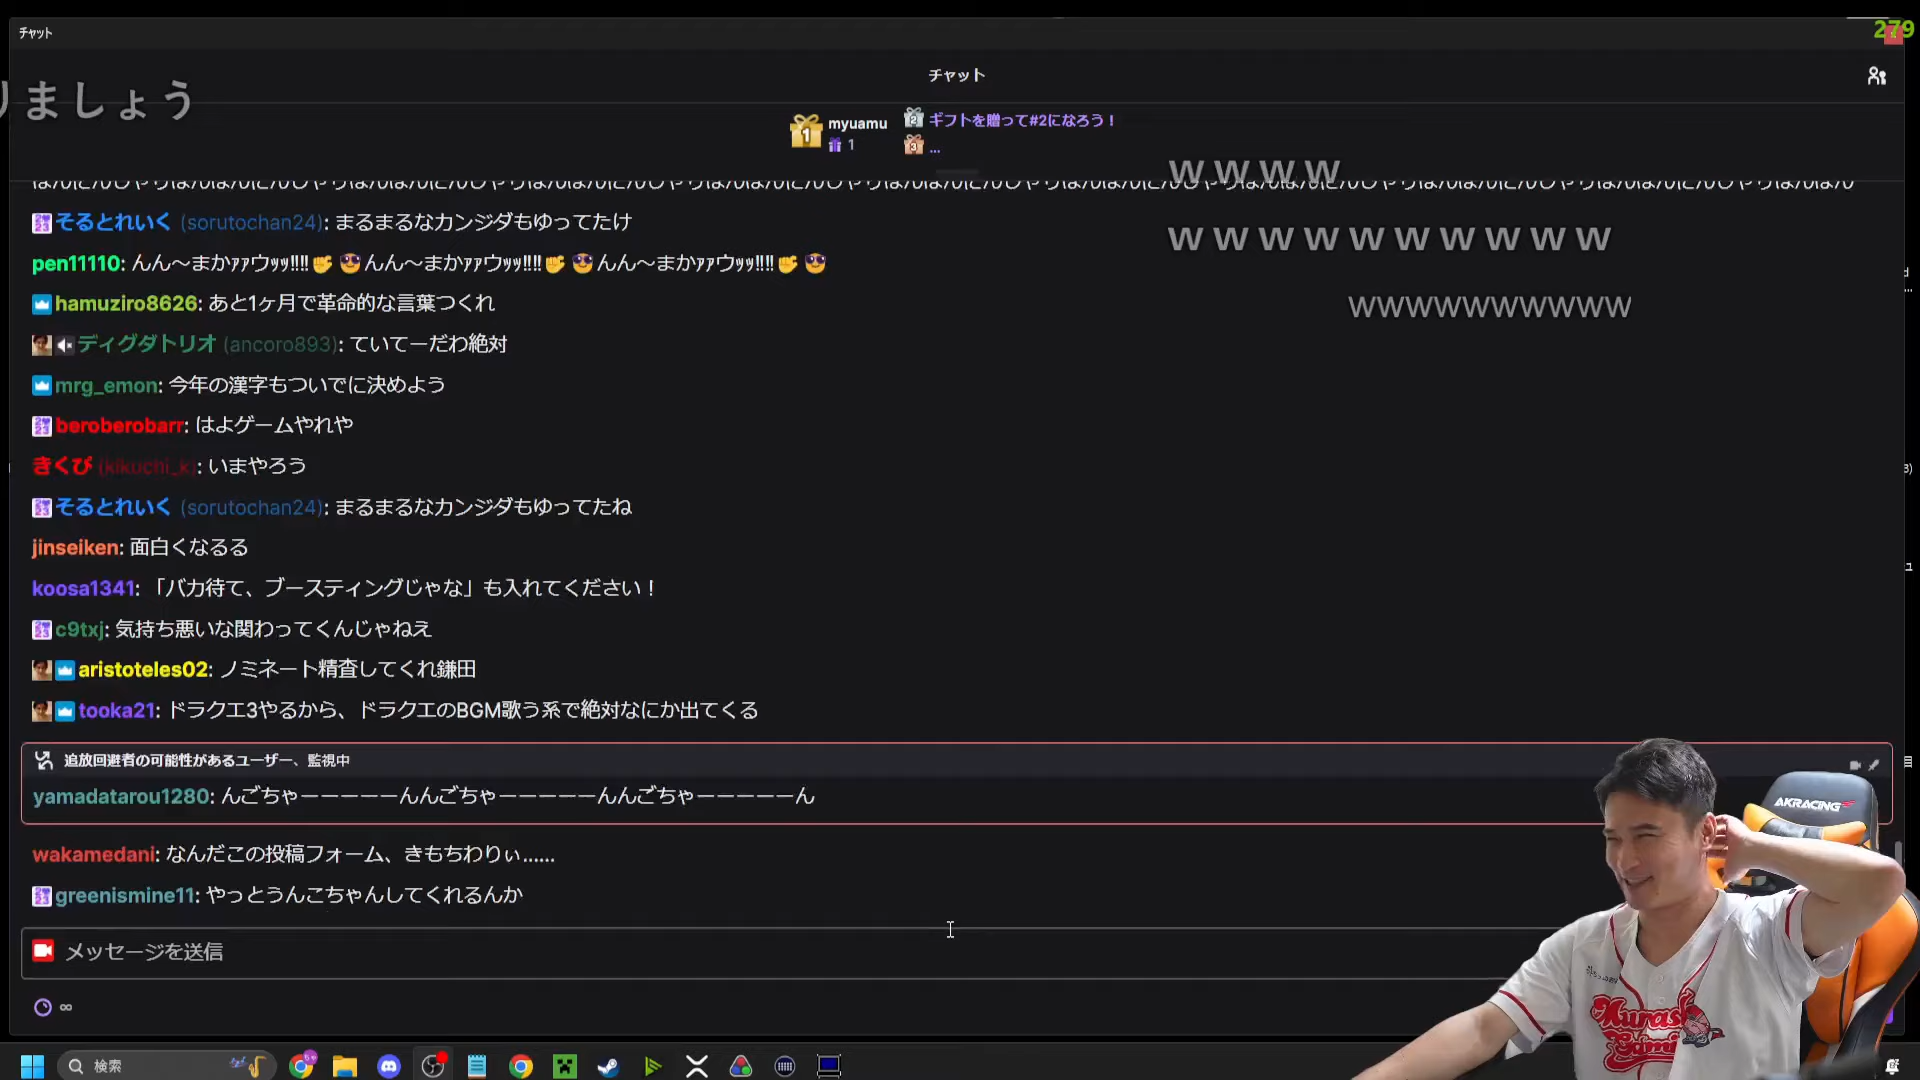 チャット
279
チャット
りましょう
myuamu
1
ギフトを贈って#2になろう！
1
...
wwww
そるとれいく (sorutochan24): まるまるなカンジダもゆってたけ
wwwwwwwwww
pen11110: んん〜まかｧｧウｯｯ!!!!✊😎んん〜まかｧｧウｯｯ!!!!✊😎んん〜まかｧｧウｯｯ!!!!✊😎
hamuziro8626: あと1ヶ月で革命的な言葉つくれ
wwwwwwwwww
ディグダトリオ (ancoro893): ていてーだわ絶対
mrg_emon: 今年の漢字もついでに決めよう
beroberobarr: はよゲームやれや
きくぴ (kikuchi_k): いまやろう
そるとれいく (sorutochan24): まるまるなカンジダもゆってたね
jinseiken: 面白くなるる
koosa1341: 「バカ待て、ブースティングじゃな」も入れてください！
c9txj: 気持ち悪いな関わってくんじゃねえ
aristoteles02: ノミネート精査してくれ鎌田
tooka21: ドラクエ3やるから、ドラクエのBGM歌う系で絶対なにか出てくる
追放回避者の可能性があるユーザー、監視中
yamadatarou1280: んごちゃーーーーーんんごちゃーーーーーんんごちゃーーーーーん
AKRACING
wakamedani: なんだこの投稿フォーム、きもちわりぃ......
greenismine11: やっとうんこちゃんしてくれるんか
メッセージを送信
∞
検索